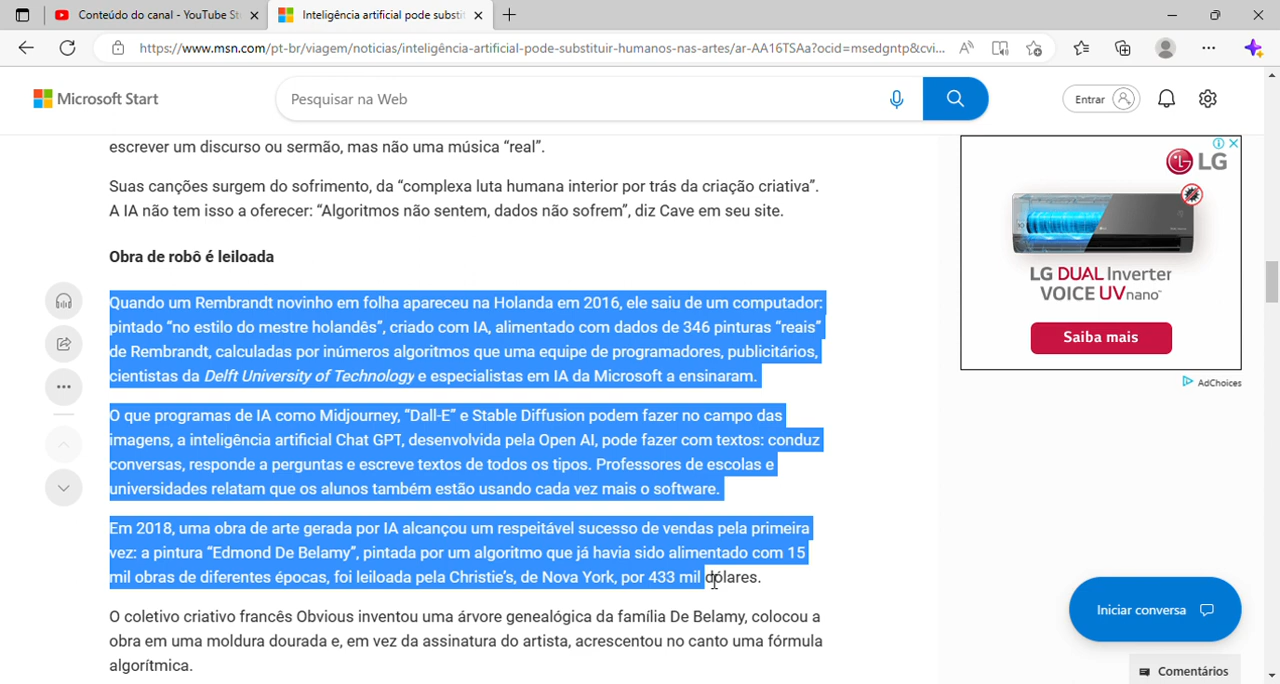 Conteúdo do canal - YouTube St
Inteligência artificial pode substit
https://www.msn.com/pt-br/viagem/noticias/inteligência-artificial-pode-substituir-humanos-nas-artes/ar-AA16TSAa?ocid=msedgntp&cvi...
Microsoft Start
Pesquisar na Web
Entrar
escrever um discurso ou sermão, mas não uma música “real”.
Suas canções surgem do sofrimento, da “complexa luta humana interior por trás da criação criativa”.
A IA não tem isso a oferecer: “Algoritmos não sentem, dados não sofrem”, diz Cave em seu site.
Obra de robô é leiloada
Quando um Rembrandt novinho em folha apareceu na Holanda em 2016, ele saiu de um computador:
pintado “no estilo do mestre holandês”, criado com IA, alimentado com dados de 346 pinturas “reais”
de Rembrandt, calculadas por inúmeros algoritmos que uma equipe de programadores, publicitários,
cientistas da Delft University of Technology e especialistas em IA da Microsoft a ensinaram.
O que programas de IA como Midjourney, “Dall-E” e Stable Diffusion podem fazer no campo das
imagens, a inteligência artificial Chat GPT, desenvolvida pela Open AI, pode fazer com textos: conduz
conversas, responde a perguntas e escreve textos de todos os tipos. Professores de escolas e
universidades relatam que os alunos também estão usando cada vez mais o software.
Em 2018, uma obra de arte gerada por IA alcançou um respeitável sucesso de vendas pela primeira
vez: a pintura “Edmond De Belamy”, pintada por um algoritmo que já havia sido alimentado com 15
mil obras de diferentes épocas, foi leiloada pela Christie’s, de Nova York, por 433 mil dólares.
O coletivo criativo francês Obvious inventou uma árvore genealógica da família De Belamy, colocou a
obra em uma moldura dourada e, em vez da assinatura do artista, acrescentou no canto uma fórmula
algorítmica.
LG
LG DUAL Inverter
VOICE UVnano™
Saiba mais
AdChoices
Iniciar conversa
Comentários